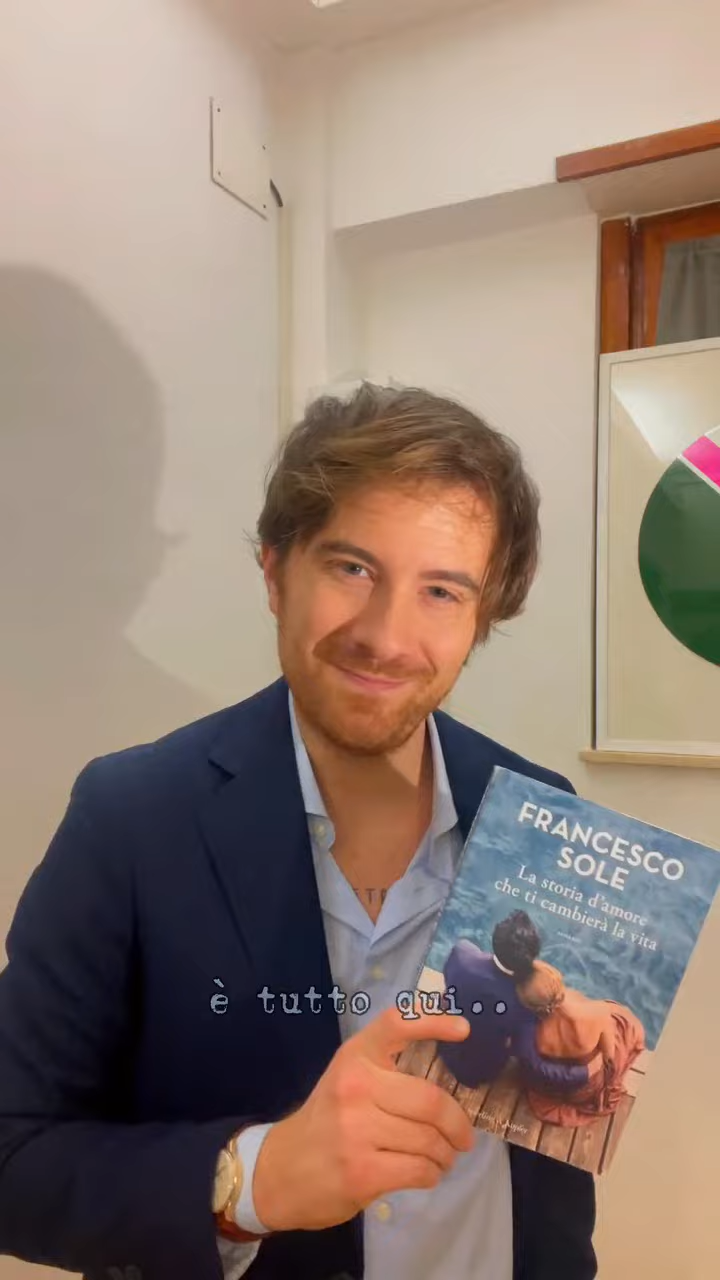 FRANCESCO
SOLE
La storia d'amore
che ti cambierà la vita
è tutto qui..